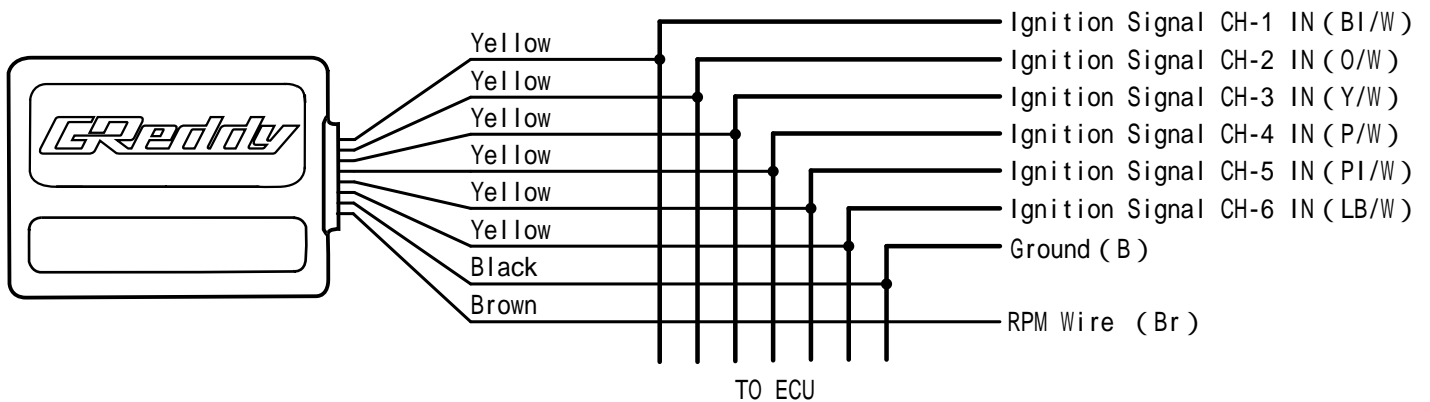 GReddy
Yellow
Yellow
Yellow
Yellow
Yellow
Yellow
Black
Brown
Ignition Signal CH-1 IN(Bl/W)
Ignition Signal CH-2 IN(O/W)
Ignition Signal CH-3 IN(Y/W)
Ignition Signal CH-4 IN(P/W)
Ignition Signal CH-5 IN(Pl/W)
Ignition Signal CH-6 IN(LB/W)
Ground(B)
RPM Wire (Br)
TO ECU